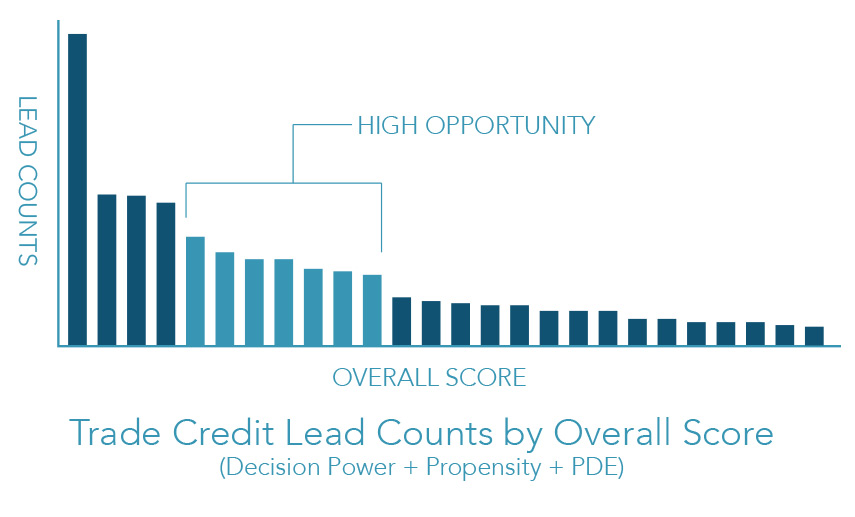 LEAD COUNTS
HIGH OPPORTUNITY
OVERALL SCORE
Trade Credit Lead Counts by Overall Score
(Decision Power + Propensity + PDE)